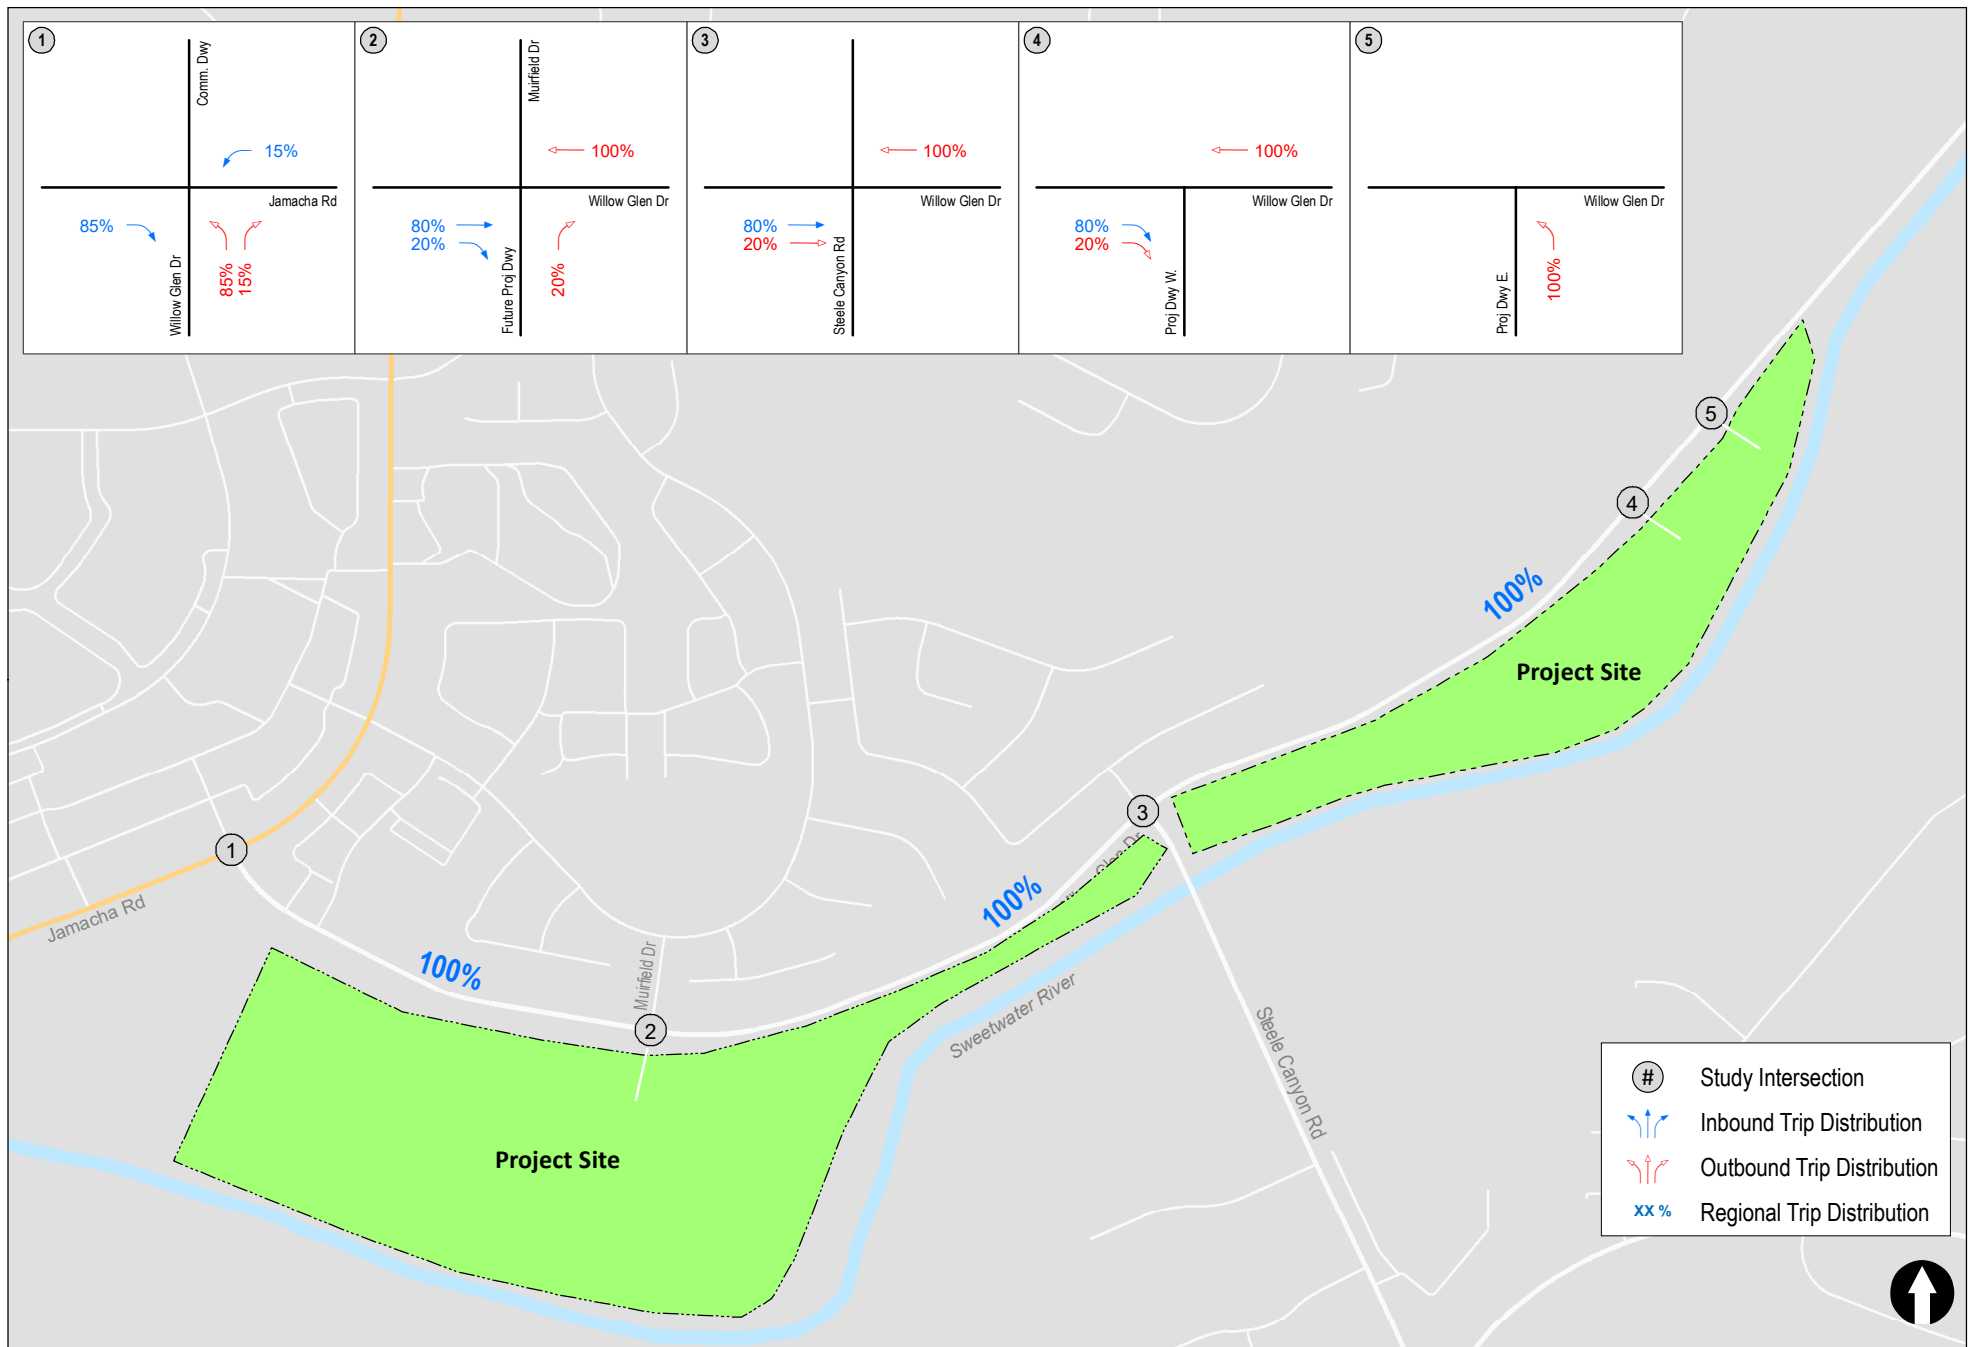 1
Comm. Dwy
15%
Jamacha Rd
85%
Willow Glen Dr
85%
15%
2
Muirfield Dr
100%
Willow Glen Dr
80%
20%
Future Proj Dwy
20%
3
100%
Willow Glen Dr
80%
20%
Steele Canyon Rd
4
100%
Willow Glen Dr
80%
20%
Proj Dwy W.
5
Willow Glen Dr
Proj Dwy E.
100%
5
4
100%
Project Site
3
Glen Dr
1
100%
Jamacha Rd
100%
Muirfield Dr
2
Sweetwater River
Steele Canyon Rd
Project Site
# Study Intersection
Inbound Trip Distribution
Outbound Trip Distribution
XX % Regional Trip Distribution